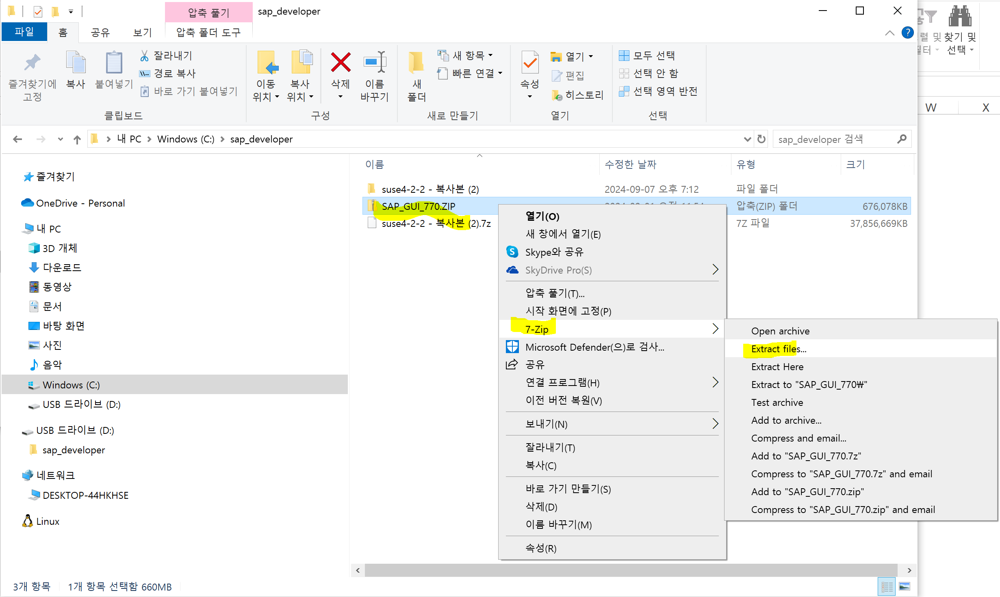 압축 풀기
sap_developer
파일
홈
공유
보기
압축 폴더 도구
즐겨찾기에
고정
복사
붙여넣기
잘라내기
경로 복사
바로 가기 붙여넣기
클립보드
이동
위치
복사
위치
삭제
이름
바꾸기
구성
새
폴더
새 항목
빠른 연결
새로 만들기
속성
열기
편집
히스토리
열기
모두 선택
선택 안 함
선택 영역 반전
선택
및
찾기 및
선택
W
X
내 PC
Windows (C:)
sap_developer
sap_developer 검색
이름
수정한 날짜
유형
크기
suse4-2-2 - 복사본 (2)
2024-09-07 오후 7:12
파일 폴더
SAP_GUI_770.ZIP
압축(ZIP) 폴더
676,078KB
suse4-2-2 - 복사본 (2).7z
7Z 파일
37,856,669KB
즐겨찾기
OneDrive - Personal
내 PC
3D 개체
다운로드
동영상
문서
바탕 화면
사진
음악
Windows (C:)
USB 드라이브 (D:)
USB 드라이브 (D:)
sap_developer
네트워크
DESKTOP-44HKHSE
Linux
열기(O)
새 창에서 열기(E)
Skype와 공유
SkyDrive Pro(S)
압축 풀기(T)...
시작 화면에 고정(P)
7-Zip
Microsoft Defender(으)로 검사...
공유
연결 프로그램(H)
이전 버전 복원(V)
보내기(N)
잘라내기(T)
복사(C)
바로 가기 만들기(S)
삭제(D)
이름 바꾸기(M)
속성(R)
Open archive
Extract files...
Extract Here
Extract to "SAP_GUI_770₩"
Test archive
Add to archive...
Compress and email...
Add to "SAP_GUI_770.7z"
Compress to "SAP_GUI_770.7z" and email
Add to "SAP_GUI_770.zip"
Compress to "SAP_GUI_770.zip" and email
3개 항목
1개 항목 선택함 660MB